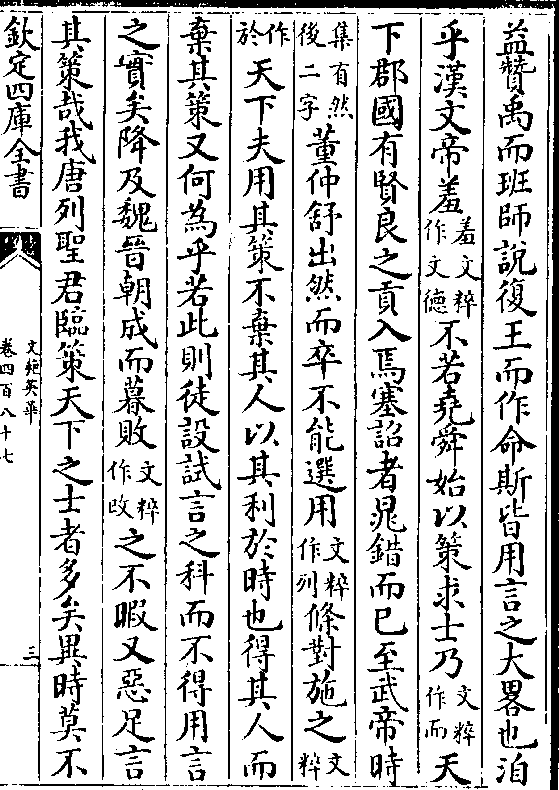 益贊禹而班師說復王而作命斯皆用言之大畧也洎
乎漢文帝羞羞文粹作文德不若堯舜始以策求士乃文粹作而天
下郡國有賢良之貢入焉塞詔者晁錯而已至武帝時
集有然後二字董仲舒出然而卒不能選用文粹作列條對施之文粹
作於天下夫用其策不棄其人以其利於時也得其人而
棄其策又何為乎若此則徒設試言之科而不得用言
之實矣降及魏晉朝成而暮敗文粹作改之不暇又惡足言
其策哉我唐列聖君臨策天下之士者多矣異時莫不
欽定四庫全書
文苑英華
卷四百八十七
三